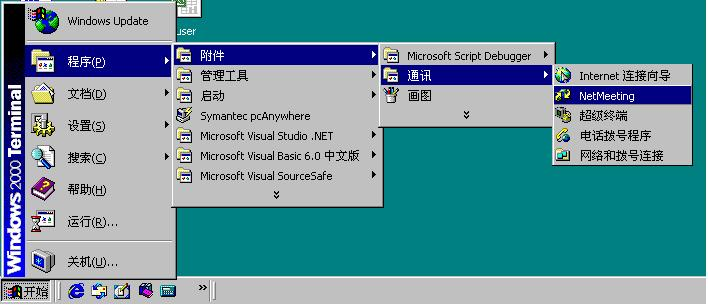 user
Windows 2000 Terminal
Windows Update
程序(P)
文档(D)
设置(S)
搜索(C)
帮助(H)
运行(R)...
关机(U)...
附件
管理工具
启动
Symantec pcAnywhere
Microsoft Visual Studio .NET
Microsoft Visual Basic 6.0 中文版
Microsoft Visual SourceSafe
Microsoft Script Debugger
通讯
画图
Internet 连接向导
NetMeeting
超级终端
电话拨号程序
网络和拨号连接
开始